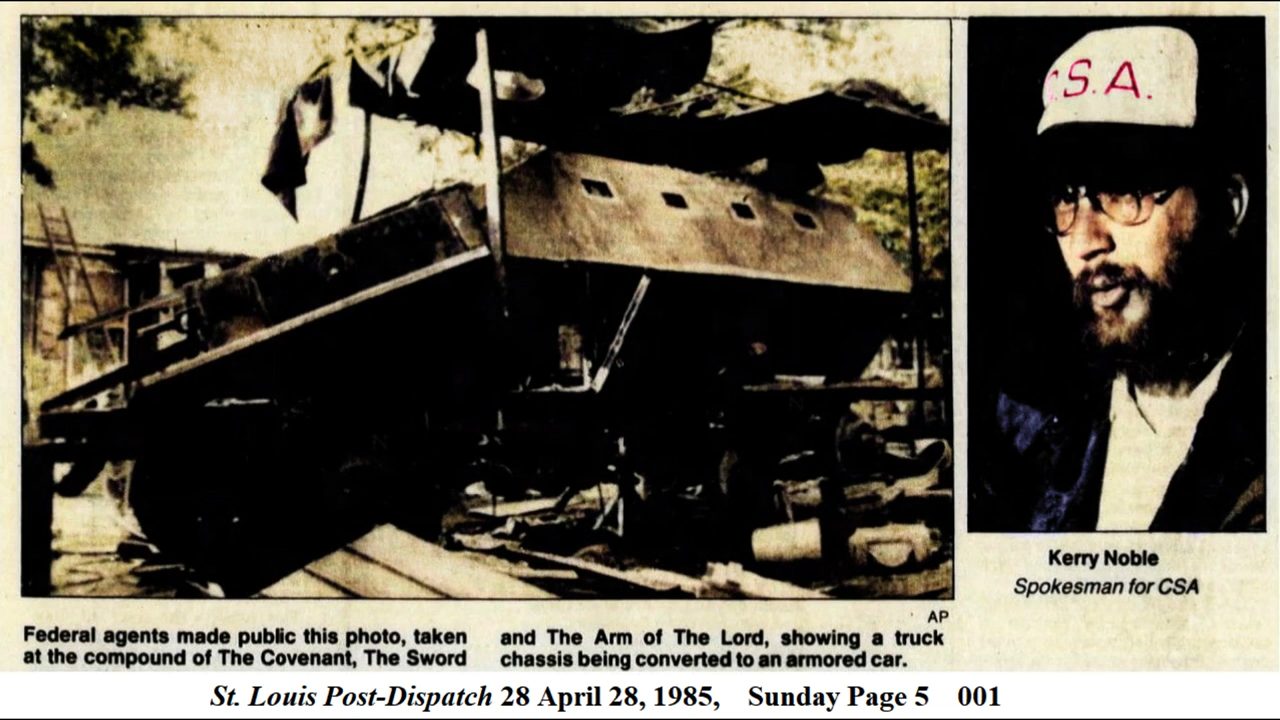 C.S.A.
Kerry Noble
Spokesman for CSA
AP
Federal agents made public this photo, taken
at the compound of The Covenant, The Sword
and The Arm of The Lord, showing a truck
chassis being converted to an armored car.
St. Louis Post-Dispatch 28 April 28, 1985, Sunday Page 5 001